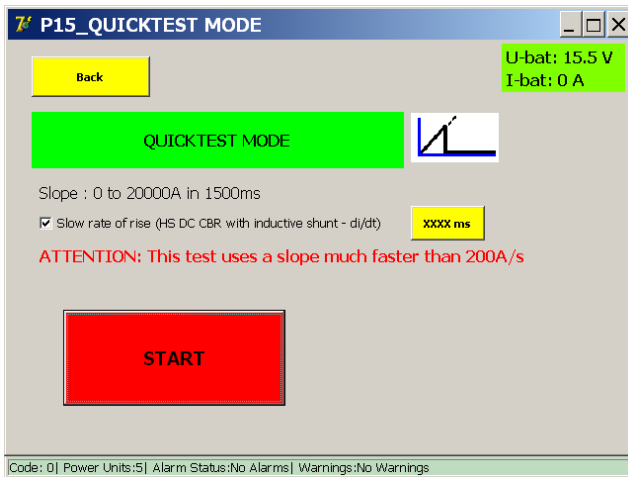 P15_QUICKTEST MODE
U-bat: 15.5 V
I-bat: 0 A
Back
QUICKTEST MODE
Slope : 0 to 20000A in 1500ms
Slow rate of rise (HS DC CBR with inductive shunt - di/dt)
XXXX ms
ATTENTION: This test uses a slope much faster than 200A/s
START
Code: 0| Power Units:5| Alarm Status:No Alarms| Warnings:No Warnings